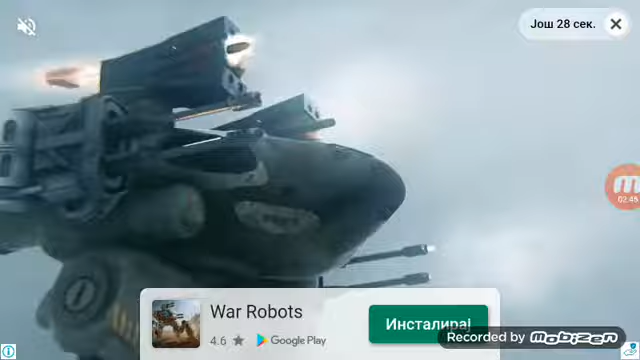 Још 28 сек.
02:45
War Robots
4.6 ★ Google Play
Инсталирај
Recorded by mobizen